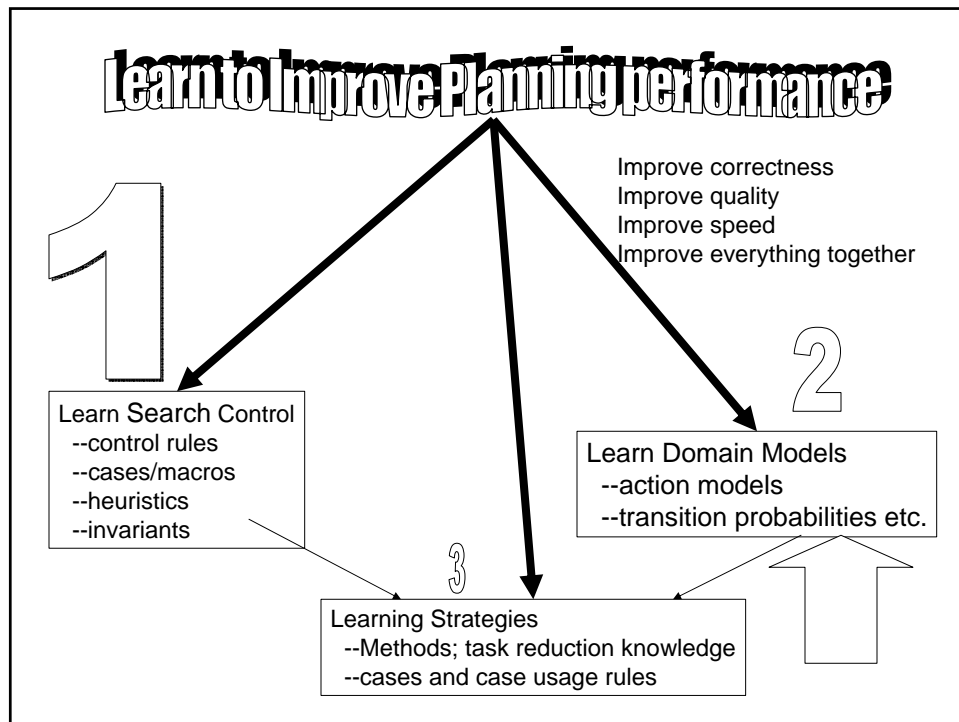 Learn to Improve Planning performance
Improve correctness
Improve quality
Improve speed
Improve everything together
1
Learn Search Control
--control rules
--cases/macros
--heuristics
--invariants
2
Learn Domain Models
--action models
--transition probabilities etc.
3
Learning Strategies
--Methods; task reduction knowledge
--cases and case usage rules